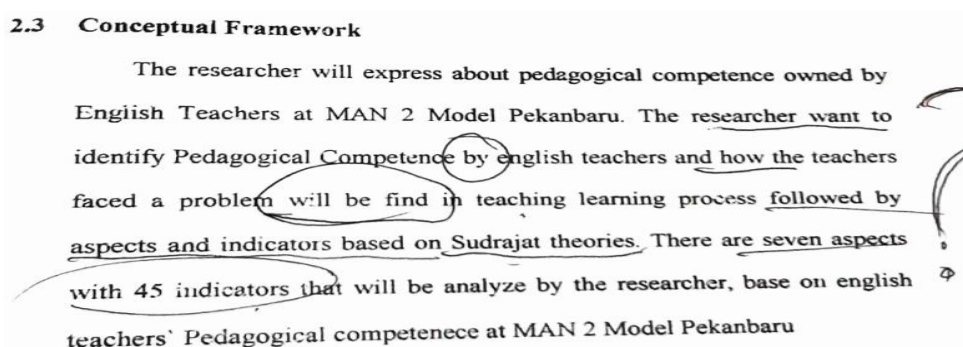 2.3 Conceptual Framework
The researcher will express about pedagogical competence owned by
English Teachers at MAN 2 Model Pekanbaru. The researcher want to
identify Pedagogical Competence by english teachers and how the teachers
faced a problem will be find in teaching learning process followed by
aspects and indicators based on Sudrajat theories. There are seven aspects
with 45 indicators that will be analyze by the researcher, base on english
teachers` Pedagogical competenece at MAN 2 Model Pekanbaru